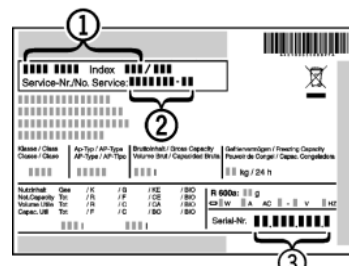 ①
Index /
Service-Nr./No. Service: -
②
Klasse / Class
Classe / Clase
Ap-Typ / AP-Type
AP-Type / AP-Tipo
Bruttoinhalt / Gross Capacity
Volume Brut / Capacidad Bruta
Gefriervermögen / Freezing Capacity
Pouvoir de Congel / Capac. Congeladora
l
kg / 24 h
Nutzinhalt Ges / K / G / KE / BIO
Net.Capacity Tot / R / F / CE / BIO
Volume Utile Tot / R / C / CA / BIO
Capac. Util Tot / F / C / BO / BIO
l
R 600a: g
W A AC - V HZ
Serial-Nr.
③